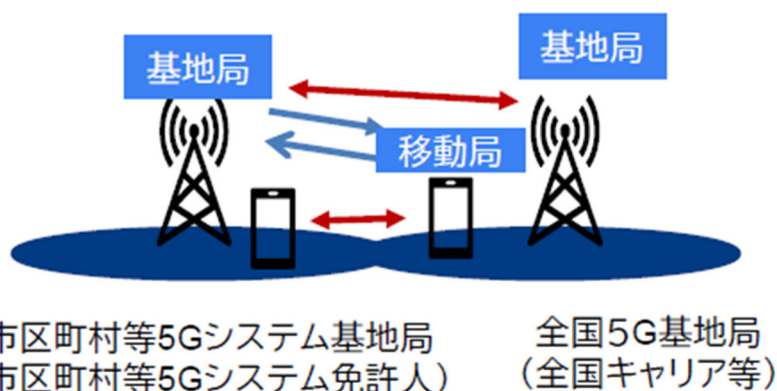 基地局
基地局
移動局
市区町村等5Gシステム基地局
市区町村等5Gシステム免許人）
全国5G基地局
（全国キャリア等）